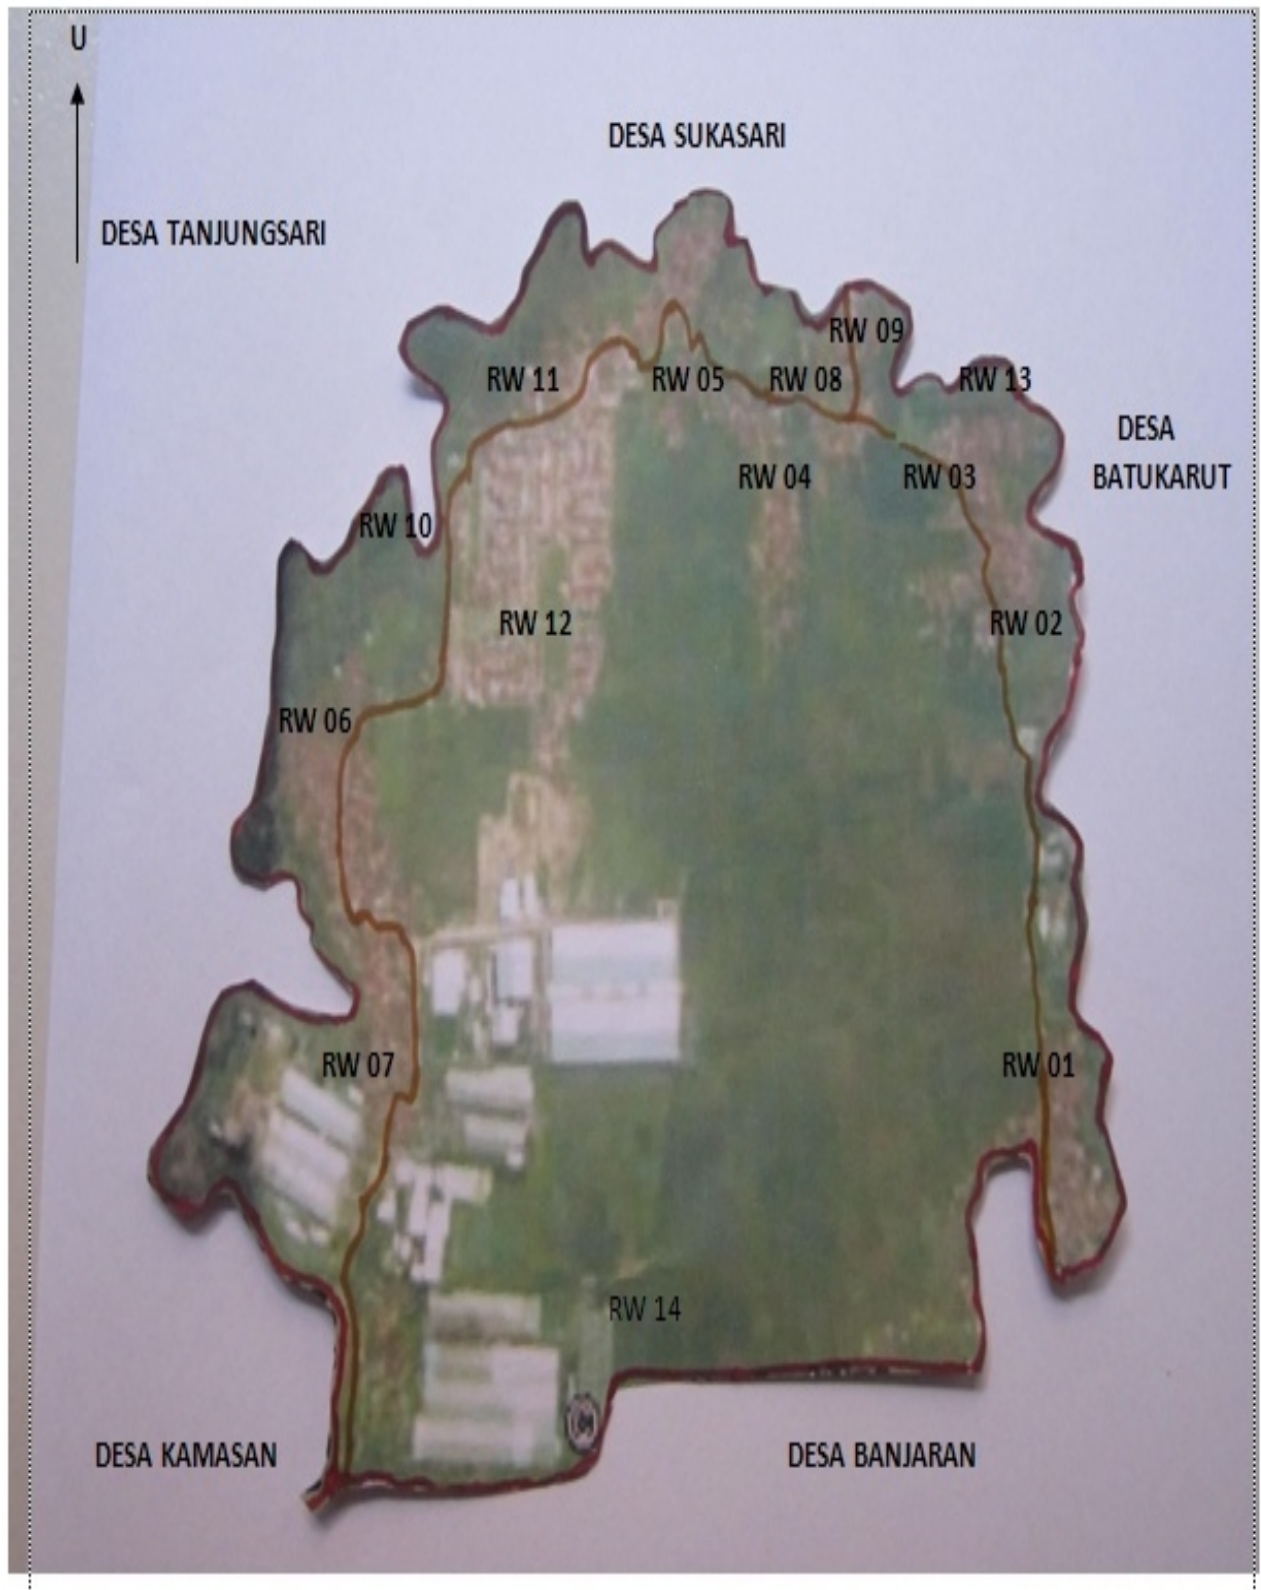 U
DESA SUKASARI
DESA TANJUNGSARI
RW 09
RW 11
RW 05
RW 08
RW 13
DESA
BATUKARUT
RW 04
RW 03
RW 10
RW 12
RW 02
RW 06
RW 07
RW 01
RW 14
DESA KAMASAN
DESA BANJARAN